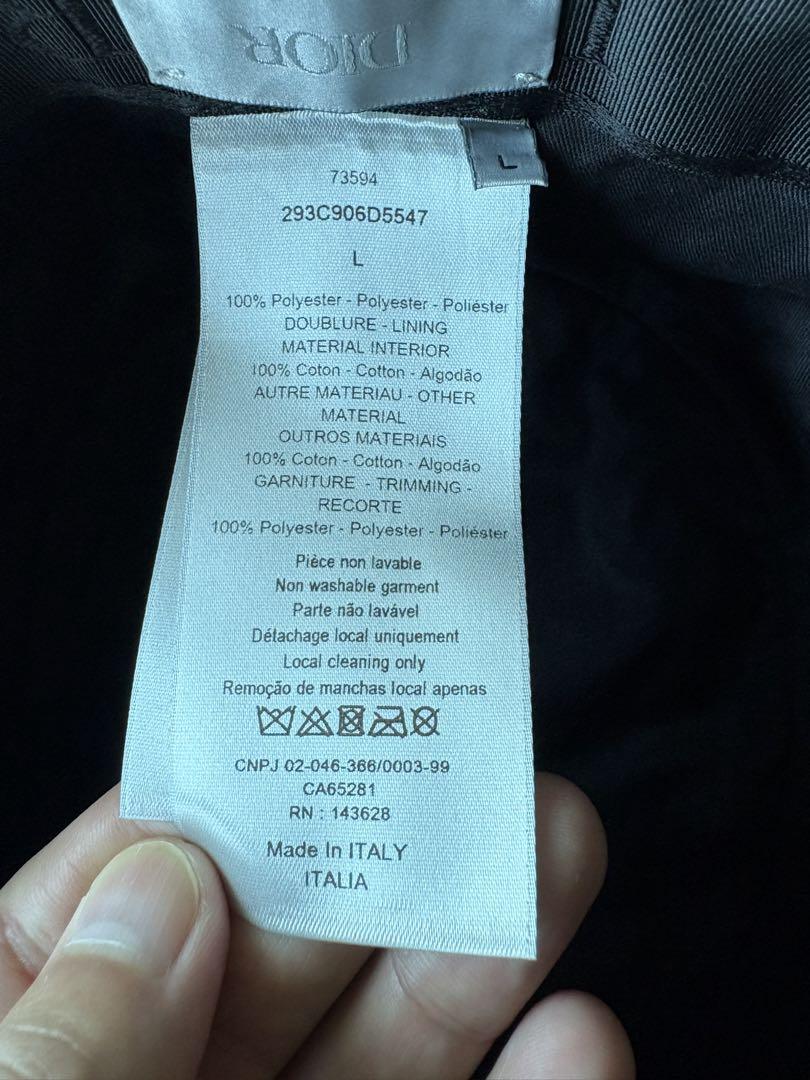 DIOR
L
73594
293C906D5547
L
100% Polyester - Polyester - Poliéster
DOUBLURE - LINING
MATERIAL INTERIOR
100% Coton - Cotton - Algodão
AUTRE MATERIAU - OTHER
MATERIAL
OUTROS MATERIAIS
100% Coton - Cotton - Algodão
GARNITURE - TRIMMING -
RECORTE
100% Polyester - Polyester - Poliéster
Pièce non lavable
Non washable garment
Parte não lavável
Détachage local uniquement
Local cleaning only
Remoção de manchas local apenas
CNPJ 02-046-366/0003-99
CA65281
RN : 143628
Made In ITALY
ITALIA